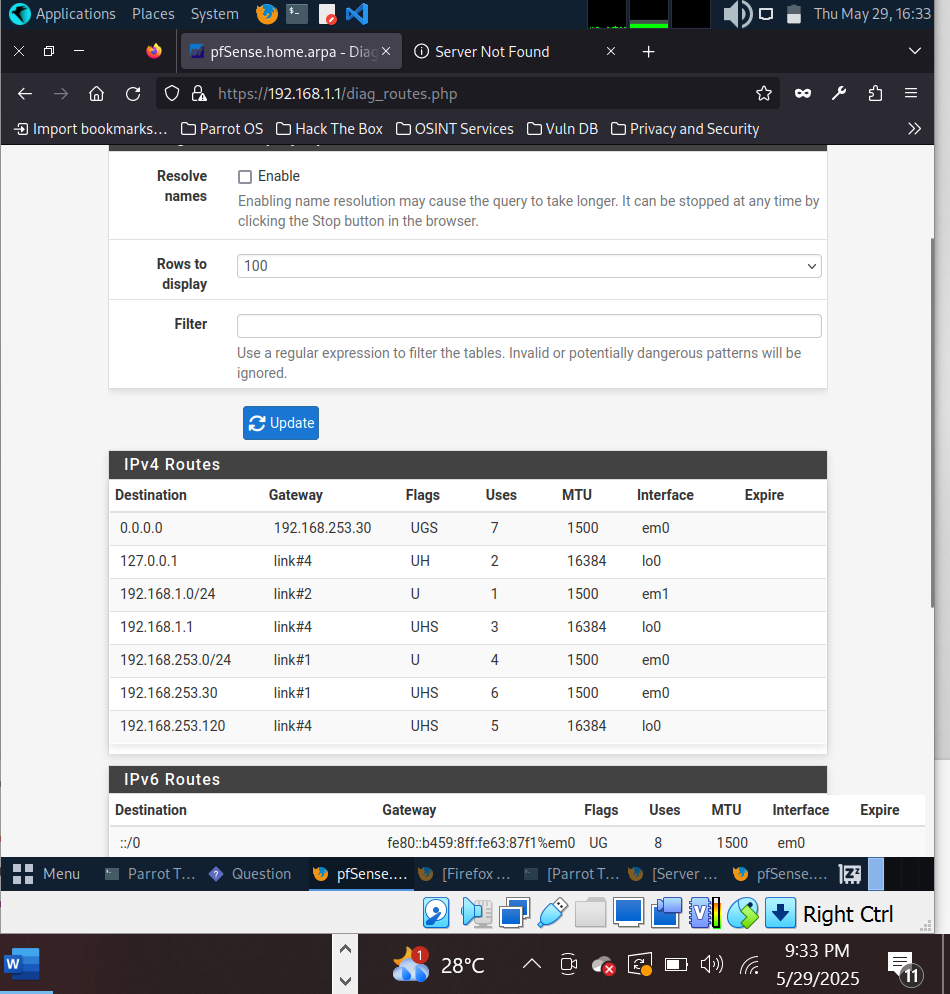 Applications Places System Thu May 29, 16:33
pfSense.home.arpa - Diag Server Not Found
https://192.168.1.1/diag_routes.php
Import bookmarks... Parrot OS Hack The Box OSINT Services Vuln DB Privacy and Security
Resolve names Enable
Enabling name resolution may cause the query to take longer. It can be stopped at any time by
clicking the Stop button in the browser.
Rows to display 100
Filter
Use a regular expression to filter the tables. Invalid or potentially dangerous patterns will be
ignored.
Update
IPv4 Routes
Destination Gateway Flags Uses MTU Interface Expire
0.0.0.0 192.168.253.30 UGS 7 1500 em0
127.0.0.1 link#4 UH 2 16384 lo0
192.168.1.0/24 link#2 U 1 1500 em1
192.168.1.1 link#4 UHS 3 16384 lo0
192.168.253.0/24 link#1 U 4 1500 em0
192.168.253.30 link#1 UHS 6 1500 em0
192.168.253.120 link#4 UHS 5 16384 lo0
IPv6 Routes
Destination Gateway Flags Uses MTU Interface Expire
::/0 fe80::b459:8ff:fe63:87f1%em0 UG 8 1500 em0
Menu Parrot T... Question pfSense.... [Firefox ... [Parrot T... [Server ... pfSense....
Right Ctrl
W 1 28°C 9:33 PM
5/29/2025 11